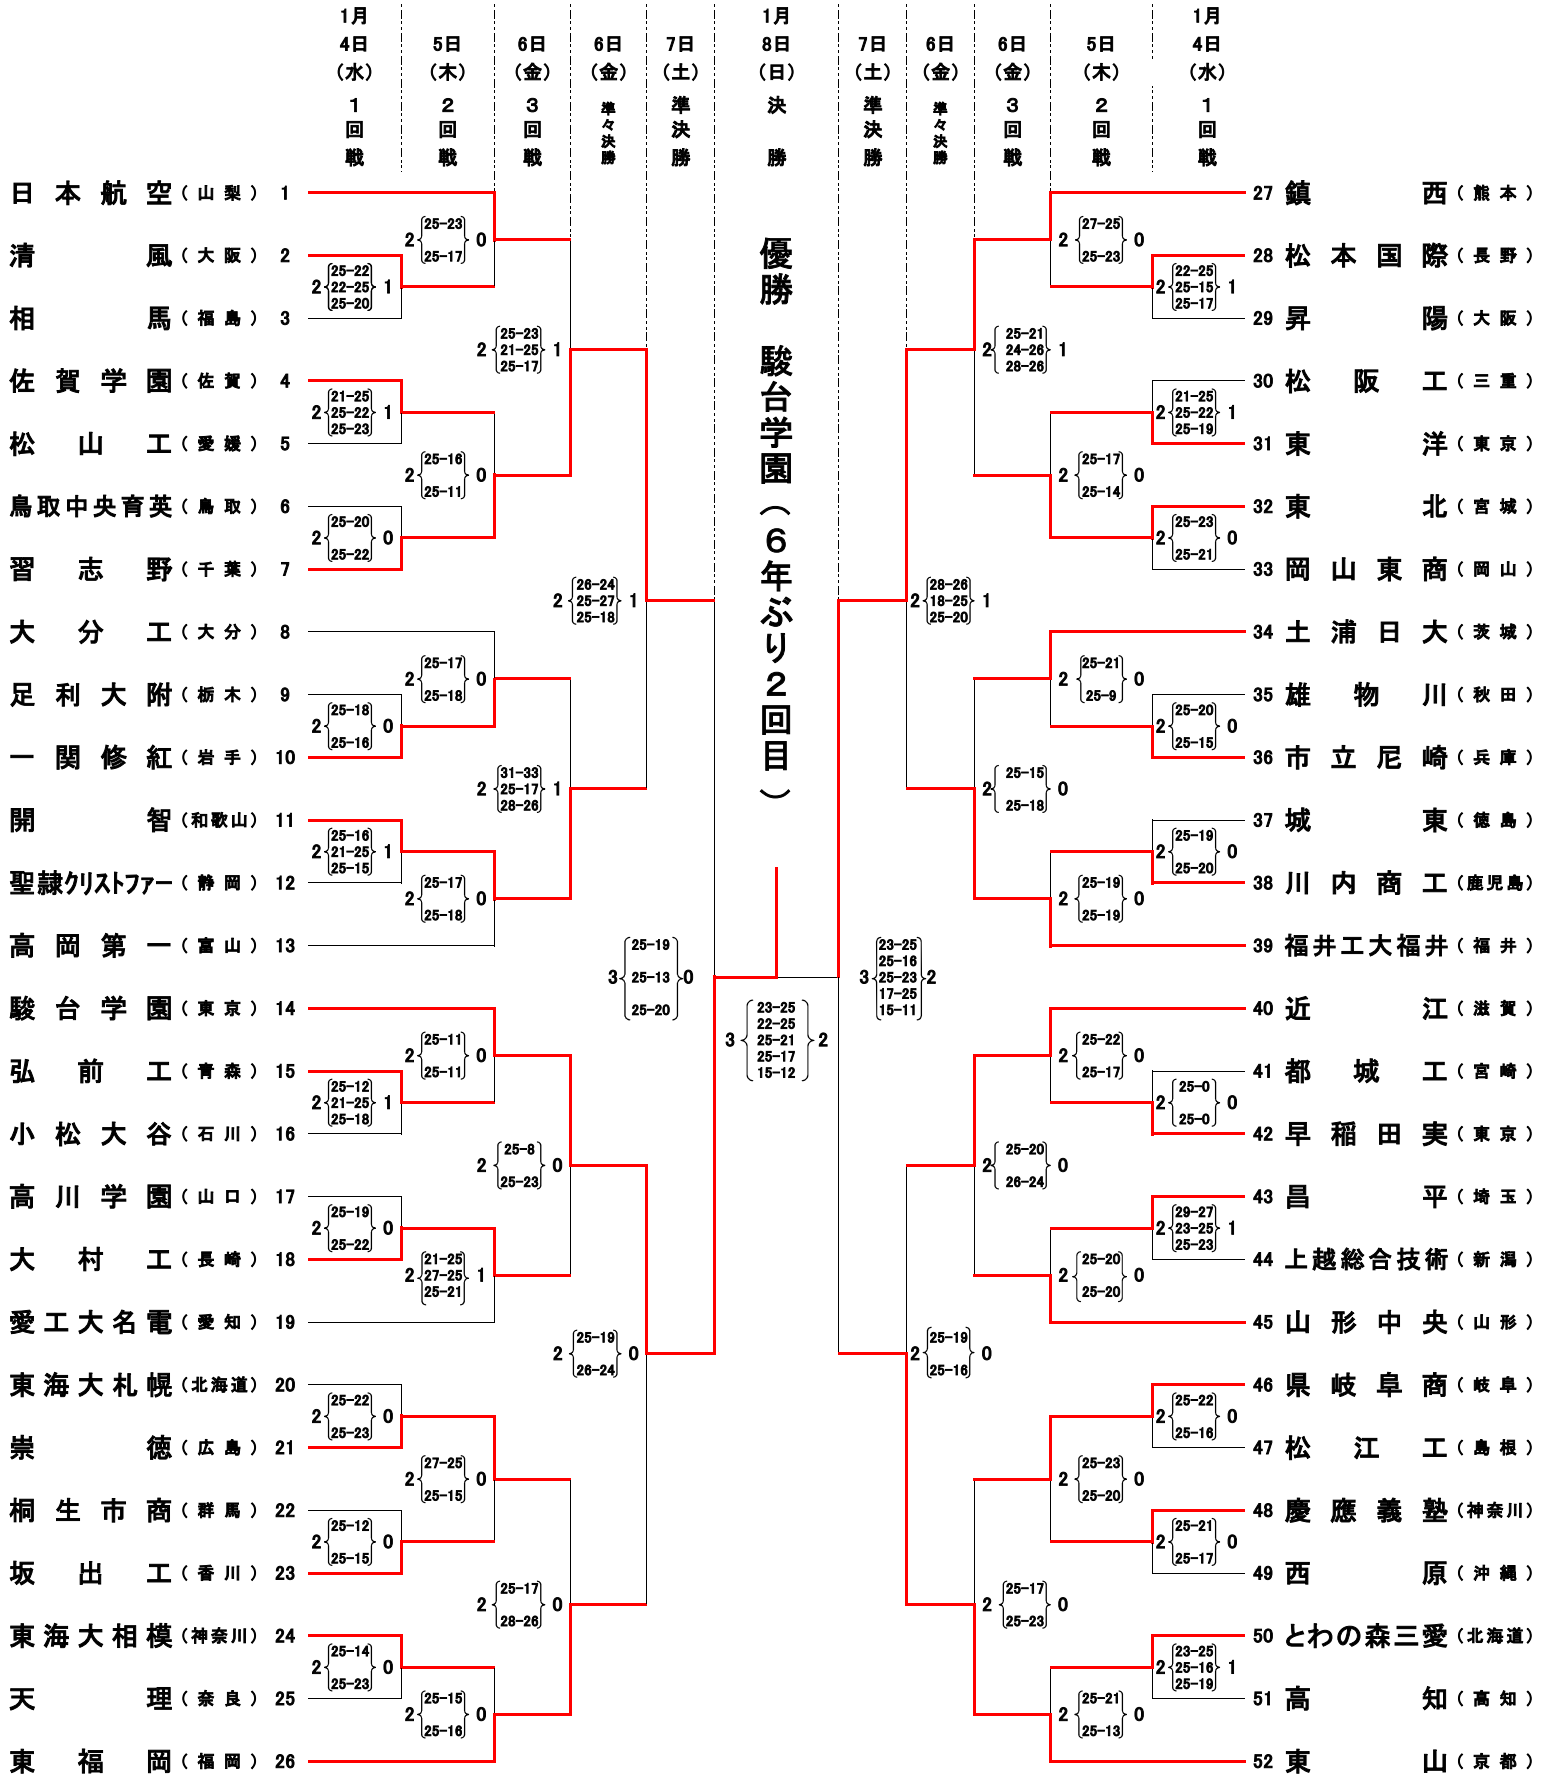 1月 4日 (水) 1回戦
5日 (木) 2回戦
6日 (金) 3回戦
6日 (金) 準々決勝
7日 (土) 準決勝
1月 8日 (日) 決勝
7日 (土) 準決勝
6日 (金) 準々決勝
6日 (金) 3回戦
5日 (木) 2回戦
1月 4日 (水) 1回戦
日本航空 (山梨) 1
清風 (大阪) 2
相馬 (福島) 3
佐賀学園 (佐賀) 4
松山工 (愛媛) 5
鳥取中央育英 (鳥取) 6
習志野 (千葉) 7
大分工 (大分) 8
足利大附 (栃木) 9
一関修紅 (岩手) 10
開智 (和歌山) 11
聖隷クリストファー (静岡) 12
高岡第一 (富山) 13
駿台学園 (東京) 14
弘前工 (青森) 15
小松大谷 (石川) 16
高川学園 (山口) 17
大村工 (長崎) 18
愛工大名電 (愛知) 19
東海大札幌 (北海道) 20
崇徳 (広島) 21
桐生市商 (群馬) 22
坂出工 (香川) 23
東海大相模 (神奈川) 24
天理 (奈良) 25
東福岡 (福岡) 26
2 25-22 22-25 25-20 1
2 21-25 25-22 25-23 1
2 25-20 25-22 0
2 25-18 25-16 0
2 25-16 21-25 25-15 1
2 25-12 21-25 25-18 1
2 25-19 25-22 0
2 25-22 25-23 0
2 25-12 25-15 0
2 25-14 25-23 0
2 25-23 25-17 0
2 25-16 25-11 0
2 25-17 25-18 0
2 25-17 25-18 0
2 25-11 25-11 0
2 21-25 27-25 25-21 1
2 27-25 25-15 0
2 25-15 25-16 0
2 25-23 21-25 25-17 1
2 31-33 25-17 28-26 1
2 25-8 25-23 0
2 25-17 28-26 0
2 26-24 25-27 25-18 1
2 25-19 26-24 0
3 25-19 25-13 25-20 0
優勝 駿台学園(6年ぶり2回目)
3 23-25 22-25 25-21 25-17 15-12 2
3 23-25 25-16 25-23 17-25 15-11 2
2 28-26 18-25 25-20 1
2 25-19 25-16 0
2 25-21 24-26 28-26 1
2 25-15 25-18 0
2 25-20 26-24 0
2 25-17 25-23 0
2 27-25 25-23 0
2 25-17 25-14 0
2 25-21 25-9 0
2 25-19 25-19 0
2 25-22 25-17 0
2 25-20 25-20 0
2 25-23 25-20 0
2 25-21 25-13 0
2 22-25 25-15 25-17 1
2 21-25 25-22 25-19 1
2 25-23 25-21 0
2 25-20 25-15 0
2 25-19 25-20 0
2 25-0 25-0 0
2 29-27 23-25 25-23 1
2 25-22 25-16 0
2 25-21 25-17 0
2 23-25 25-16 25-19 1
27 鎮西 (熊本)
28 松本国際 (長野)
29 昇陽 (大阪)
30 松阪工 (三重)
31 東洋 (東京)
32 東北 (宮城)
33 岡山東商 (岡山)
34 土浦日大 (茨城)
35 雄物川 (秋田)
36 市立尼崎 (兵庫)
37 城東 (徳島)
38 川内商工 (鹿児島)
39 福井工大福井 (福井)
40 近江 (滋賀)
41 都城工 (宮崎)
42 早稲田実 (東京)
43 昌平 (埼玉)
44 上越総合技術 (新潟)
45 山形中央 (山形)
46 県岐阜商 (岐阜)
47 松江工 (島根)
48 慶應義塾 (神奈川)
49 西原 (沖縄)
50 とわの森三愛 (北海道)
51 高知 (高知)
52 東山 (京都)